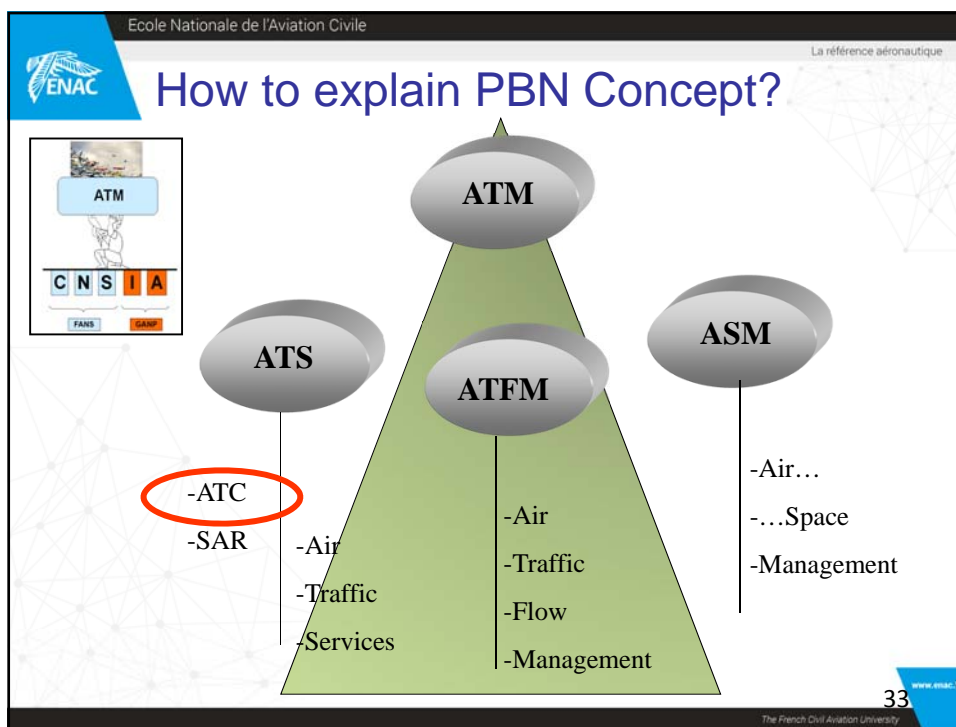 Ecole Nationale de l'Aviation Civile
La référence aéronautique
ENAC
How to explain PBN Concept?
ATM
C N S I A
FANS GANP
ATM
ATS
ATFM
ASM
-ATC
-SAR
-Air
-Traffic
-Services
-Air
-Traffic
-Flow
-Management
-Air…
-…Space
-Management
33
www.enac.
The French Civil Aviation University